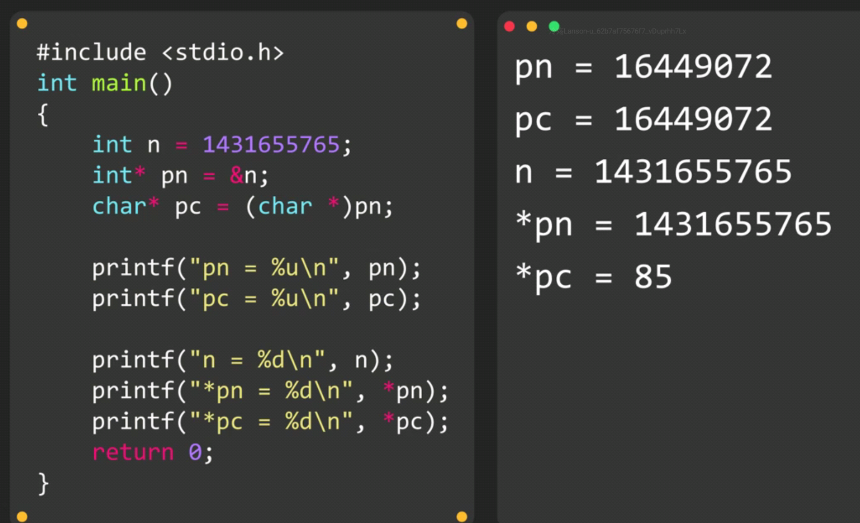 #include <stdio.h>
int main()
{
    int n = 1431655765;
    int* pn = &n;
    char* pc = (char *)pn;

    printf("pn = %u\n", pn);
    printf("pc = %u\n", pc);

    printf("n = %d\n", n);
    printf("*pn = %d\n", *pn);
    printf("*pc = %d\n", *pc);
    return 0;
}
pn = 16449072
pc = 16449072
n = 1431655765
*pn = 1431655765
*pc = 85